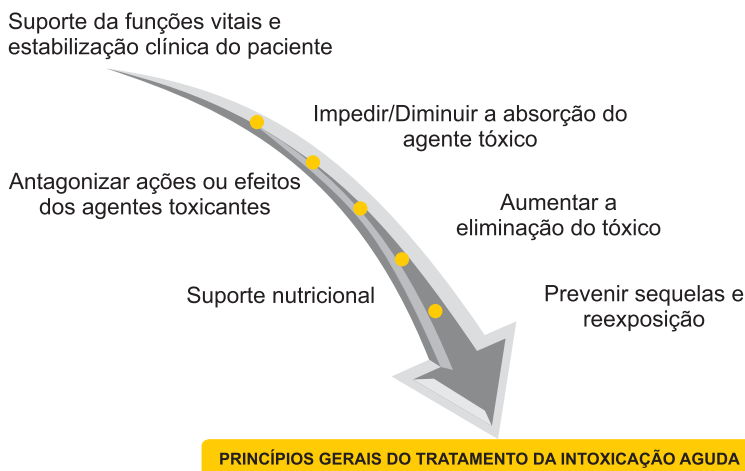 Suporte da funções vitais e
estabilização clínica do paciente
Impedir/Diminuir a absorção do
agente tóxico
Antagonizar ações ou efeitos
dos agentes toxicantes
Aumentar a
eliminação do tóxico
Suporte nutricional
Prevenir sequelas e
reexposição
PRINCÍPIOS GERAIS DO TRATAMENTO DA INTOXICAÇÃO AGUDA